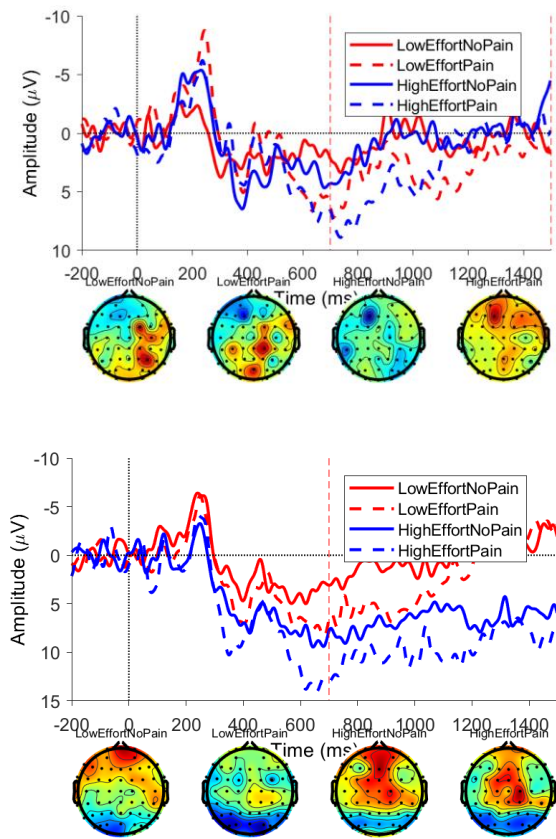 -10
-5
0
5
10
Amplitude (µV)
LowEffortNoPain
LowEffortPain
HighEffortNoPain
HighEffortPain
-200 0 200 400 600 800 1000 1200 1400
Time (ms)
LowEffortNoPain LowEffortPain HighEffortNoPain HighEffortPain
-10
-5
0
5
10
15
Amplitude (µV)
LowEffortNoPain
LowEffortPain
HighEffortNoPain
HighEffortPain
-200 0 200 400 600 800 1000 1200 1400
Time (ms)
LowEffortNoPain LowEffortPain HighEffortNoPain HighEffortPain